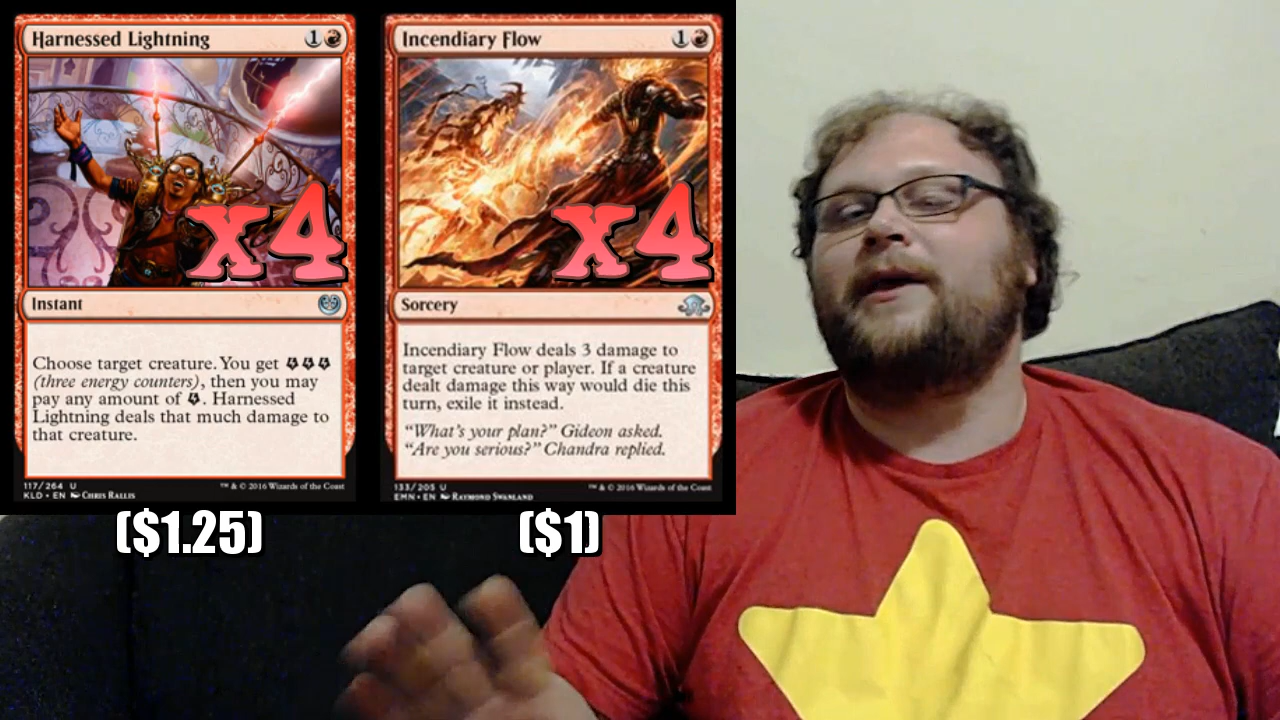 Harnessed Lightning 1
x4
Instant
Choose target creature. You get
(three energy counters), then you may
pay any amount of . Harnessed
Lightning deals that much damage to
that creature.
117/264 U
KLD • EN Chris Rallis
™ & © 2016 Wizards of the Coast
($1.25)
Incendiary Flow 1
x4
Sorcery
Incendiary Flow deals 3 damage to
target creature or player. If a creature
dealt damage this way would die this
turn, exile it instead.
“What’s your plan?” Gideon asked.
“Are you serious?” Chandra replied.
133/205 U
EMN • EN Raymond Swanland
™ & © 2016 Wizards of the Coast
($1)